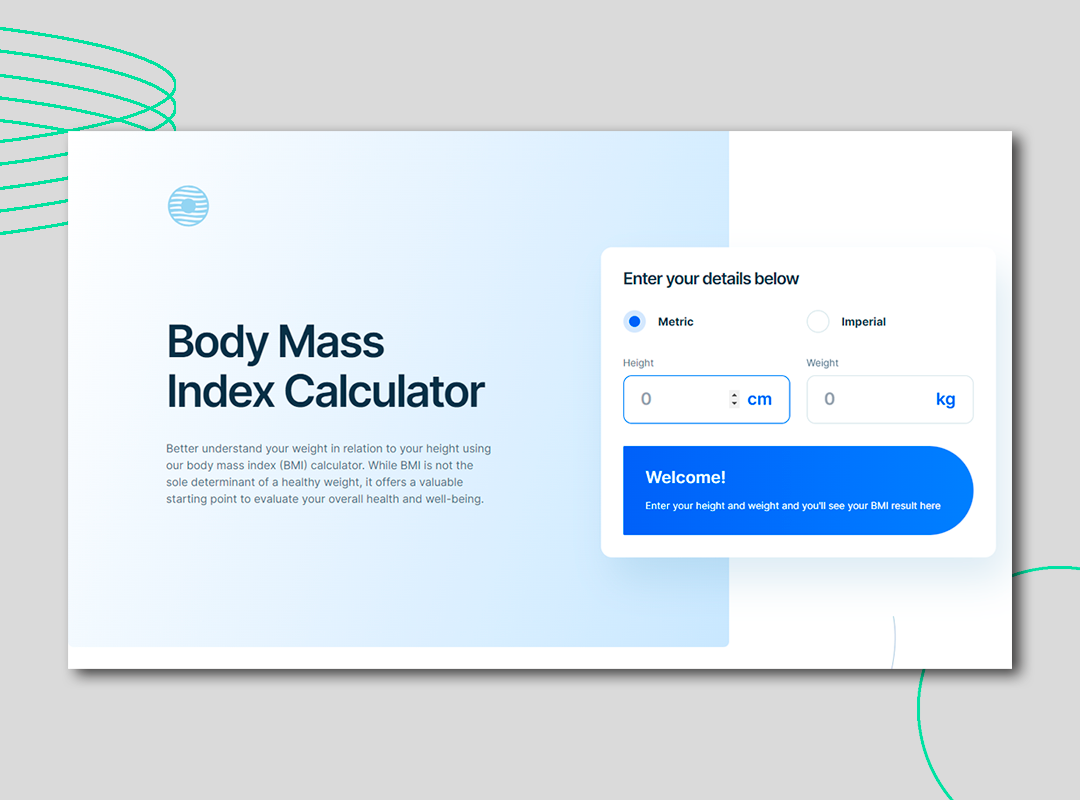 Body Mass
Index Calculator
Better understand your weight in relation to your height using
our body mass index (BMI) calculator. While BMI is not the
sole determinant of a healthy weight, it offers a valuable
starting point to evaluate your overall health and well-being.
Enter your details below
Metric
Imperial
Height
Weight
0 cm
0 kg
Welcome!
Enter your height and weight and you'll see your BMI result here